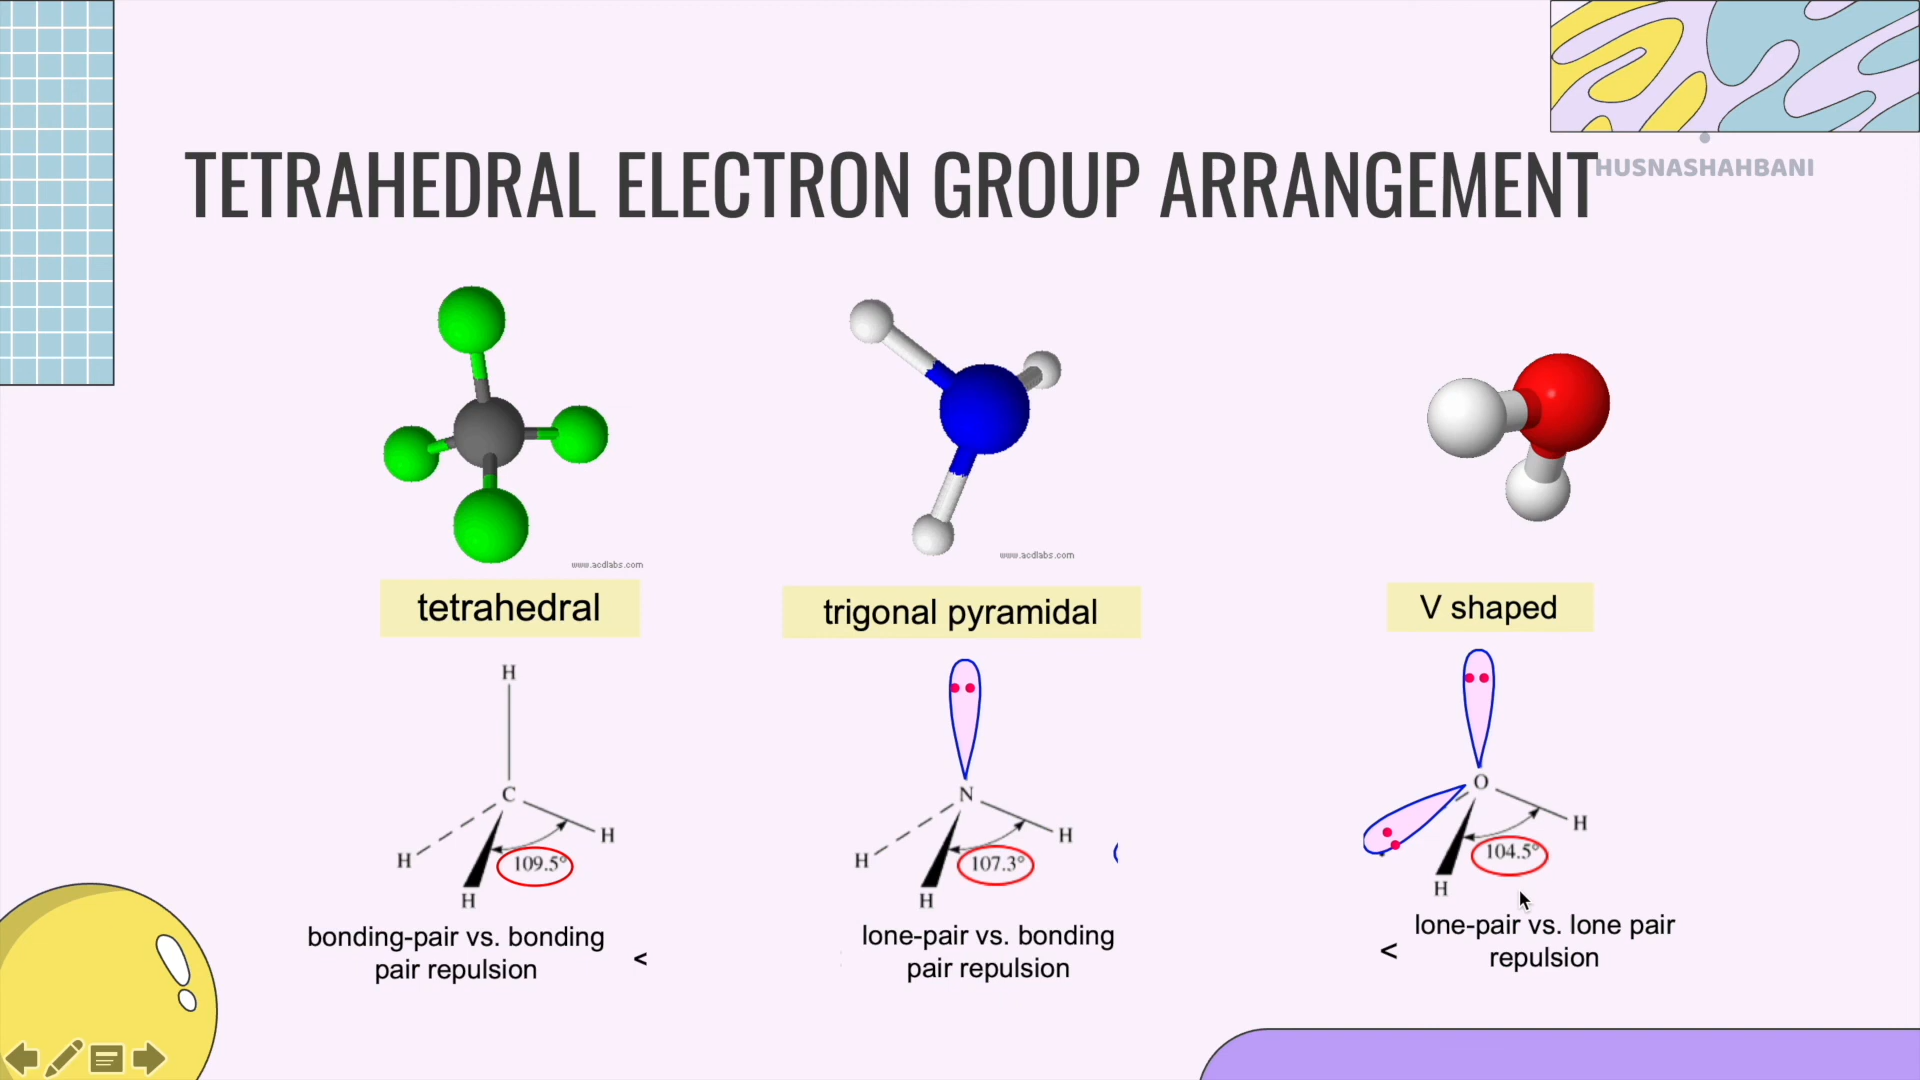 HUSNASHAHBANI
TETRAHEDRAL ELECTRON GROUP ARRANGEMENT
www.acdlabs.com
www.acdlabs.com
tetrahedral
trigonal pyramidal
V shaped
H
C
H
H
H
109.5°
N
H
H
H
107.3°
O
H
H
104.5°
bonding-pair vs. bonding
pair repulsion
<
lone-pair vs. bonding
pair repulsion
<
lone-pair vs. lone pair
repulsion